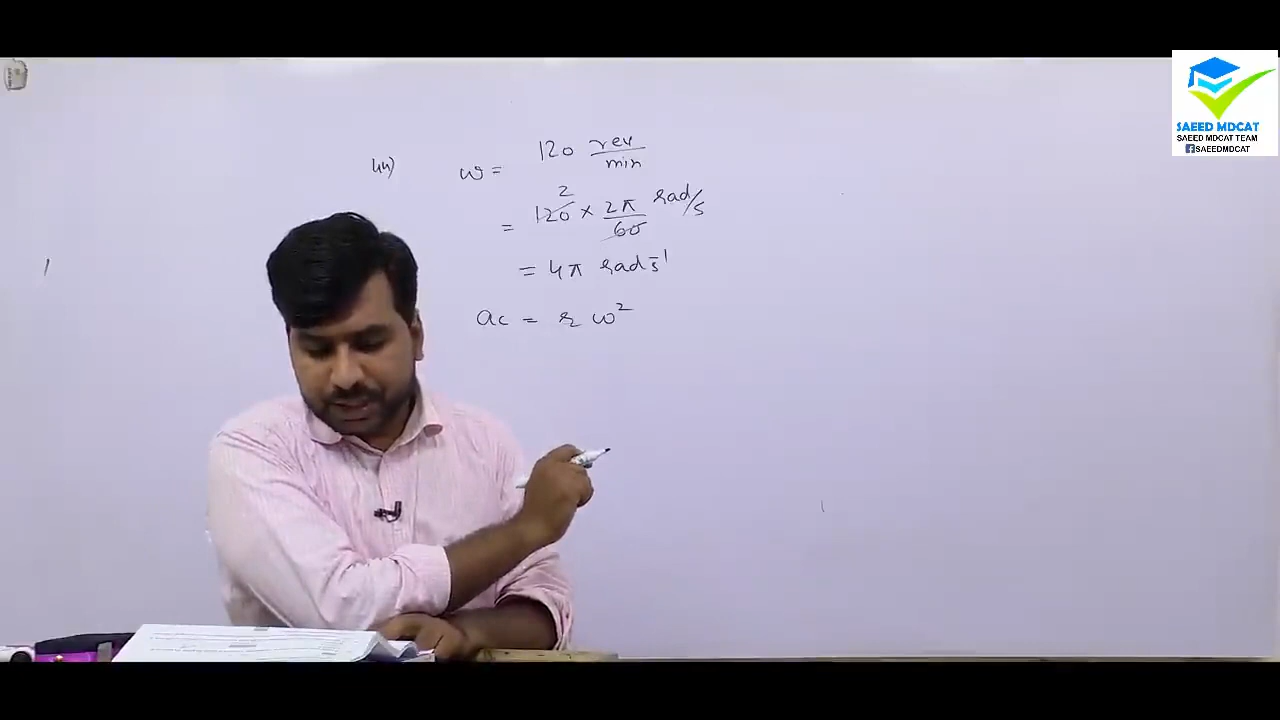 44) ω = 120 rev/min
= 120 2 × 2π/60 rad/s
= 4π rad s⁻¹
ac = r ω²
SAEED MDCAT
SAEED MDCAT TEAM
SAEEDMDCAT